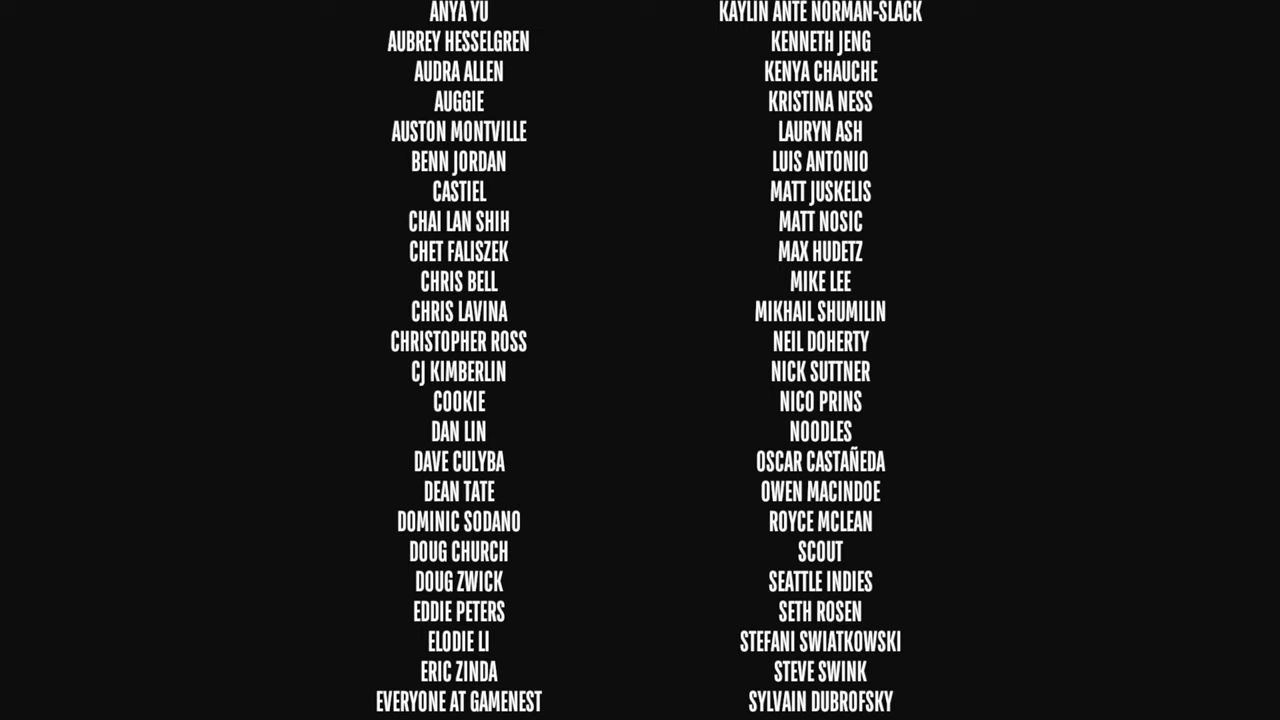 ANYA YU
AUBREY HESSELGREN
AUDRA ALLEN
AUGGIE
AUSTON MONTVILLE
BENN JORDAN
CASTIEL
CHAI LAN SHIH
CHET FALISZEK
CHRIS BELL
CHRIS LAVINA
CHRISTOPHER ROSS
CJ KIMBERLIN
COOKIE
DAN LIN
DAVE CULYBA
DEAN TATE
DOMINIC SODANO
DOUG CHURCH
DOUG ZWICK
EDDIE PETERS
ELODIE LI
ERIC ZINDA
EVERYONE AT GAMENEST
KAYLIN ANTE NORMAN-SLACK
KENNETH JENG
KENYA CHAUCHE
KRISTINA NESS
LAURYN ASH
LUIS ANTONIO
MATT JUSKELIS
MATT NOSIC
MAX HUDETZ
MIKE LEE
MIKHAIL SHUMILIN
NEIL DOHERTY
NICK SUTTNER
NICO PRINS
NOODLES
OSCAR CASTAÑEDA
OWEN MACINDOE
ROYCE MCLEAN
SCOUT
SEATTLE INDIES
SETH ROSEN
STEFANI SWIATKOWSKI
STEVE SWINK
SYLVAIN DUBROFSKY